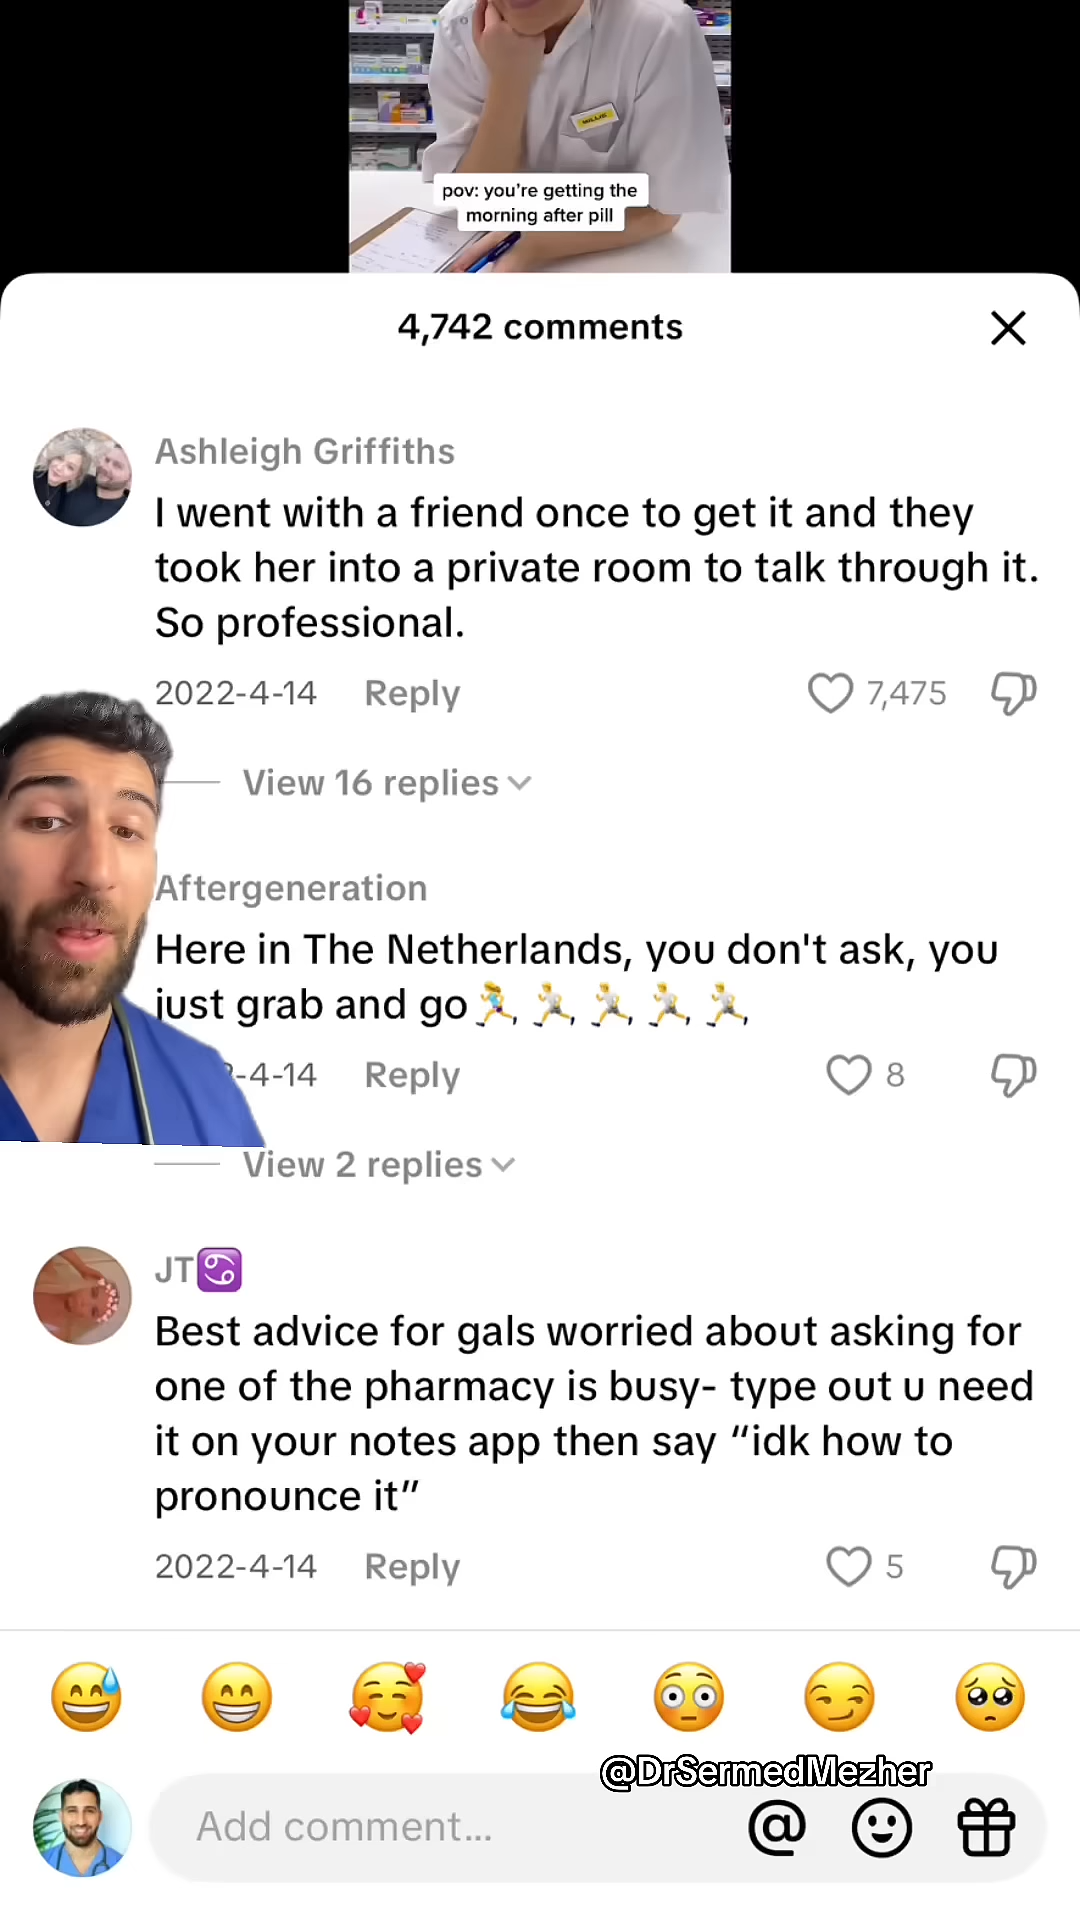 pov: you're getting the
morning after pill
4,742 comments
Ashleigh Griffiths
I went with a friend once to get it and they
took her into a private room to talk through it.
So professional.
2022-4-14 Reply 7,475
View 16 replies
Aftergeneration
Here in The Netherlands, you don't ask, you
just grab and go🏃‍♀️🏃🏃🏃🏃
-4-14 Reply 8
View 2 replies
JT♋
Best advice for gals worried about asking for
one of the pharmacy is busy- type out u need
it on your notes app then say “idk how to
pronounce it”
2022-4-14 Reply 5
@DrSermedMezher
Add comment...